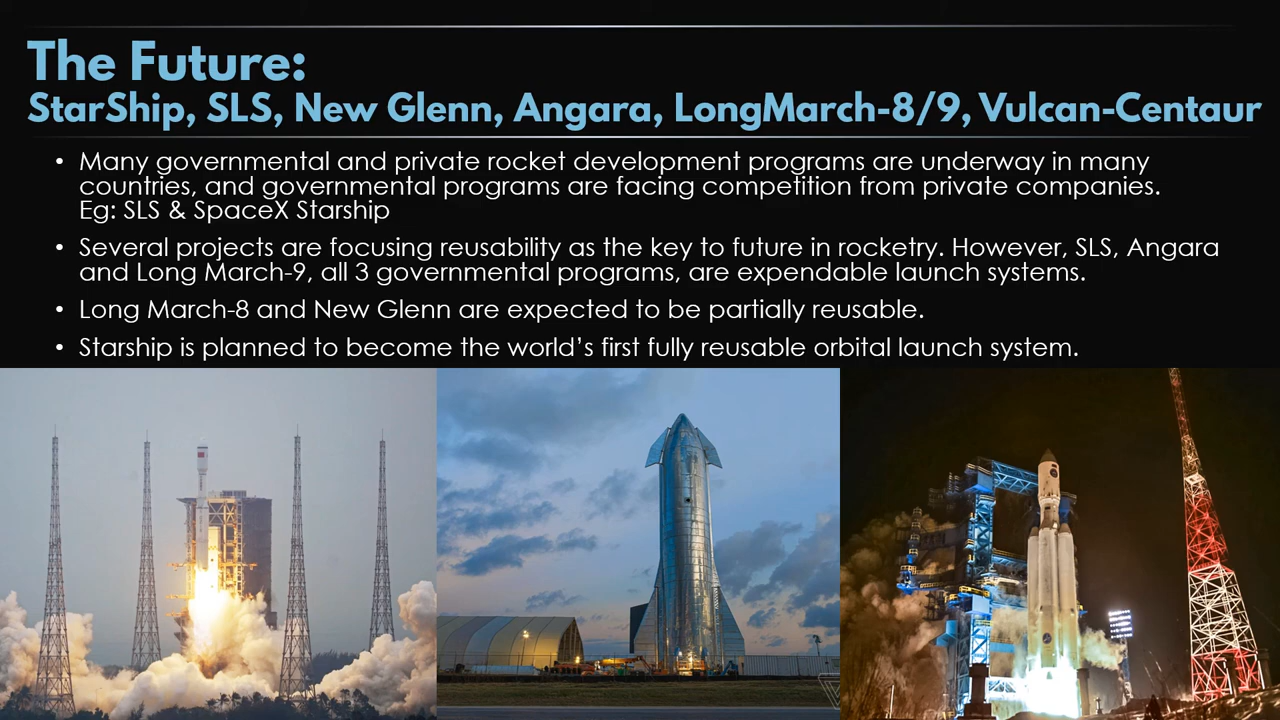 The Future:
StarShip, SLS, New Glenn, Angara, LongMarch-8/9, Vulcan-Centaur
• Many governmental and private rocket development programs are underway in many
countries, and governmental programs are facing competition from private companies.
Eg: SLS & SpaceX Starship
• Several projects are focusing reusability as the key to future in rocketry. However, SLS, Angara
and Long March-9, all 3 governmental programs, are expendable launch systems.
• Long March-8 and New Glenn are expected to be partially reusable.
• Starship is planned to become the world’s first fully reusable orbital launch system.